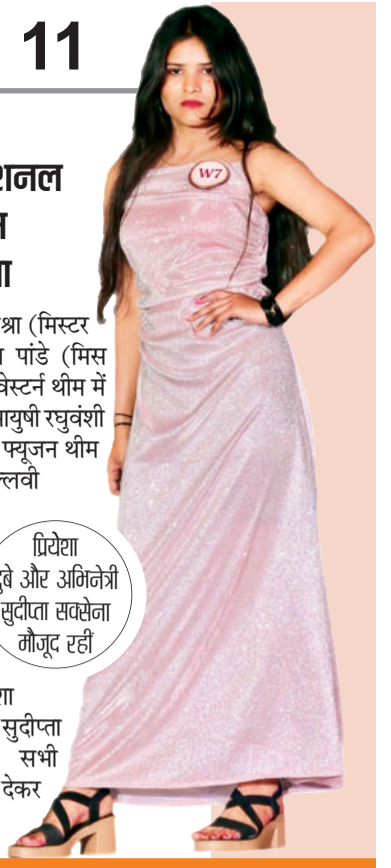 11
W7
शनल
श्रा (मिस्टर
पांडे (मिस
वेस्टर्न थीम में
आयुषी रघुवंशी
फ्यूजन थीम
ल्लवी
प्रियेशा
दुबे और अभिनेत्री
सुदीप्ता सक्सेना
मौजूद रहीं
शा
सुदीप्ता
सभी
देकर